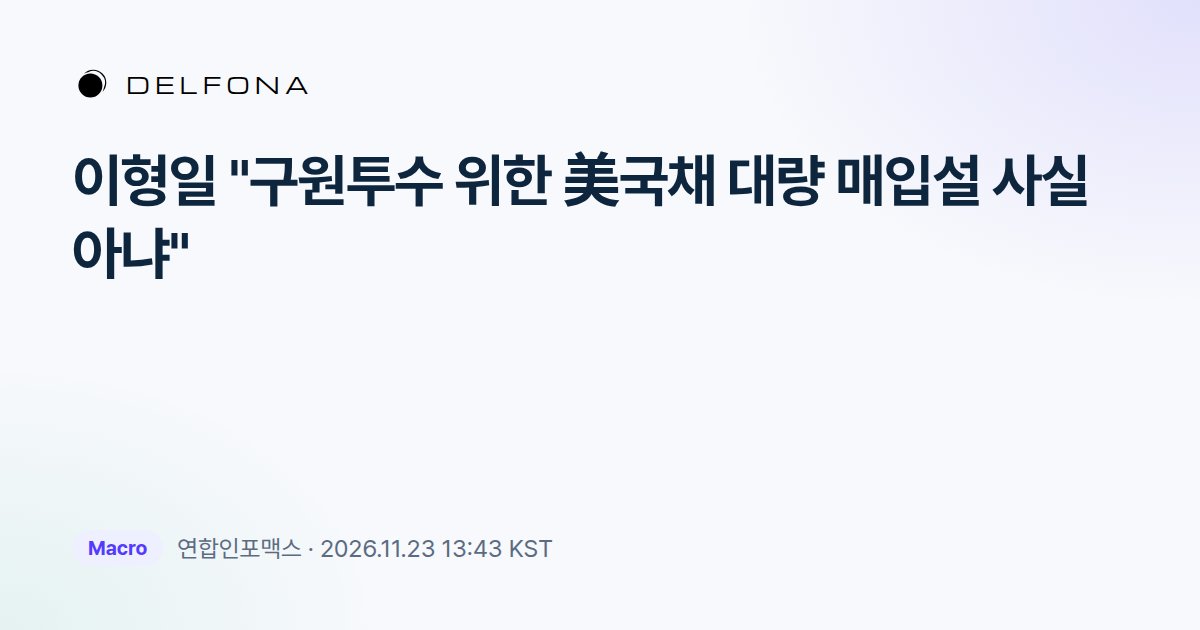 DELFONA
이형일 "구원투수 위한 美국채 대량 매입설 사실
아냐"
Macro 연합인포맥스 · 2026.11.23 13:43 KST